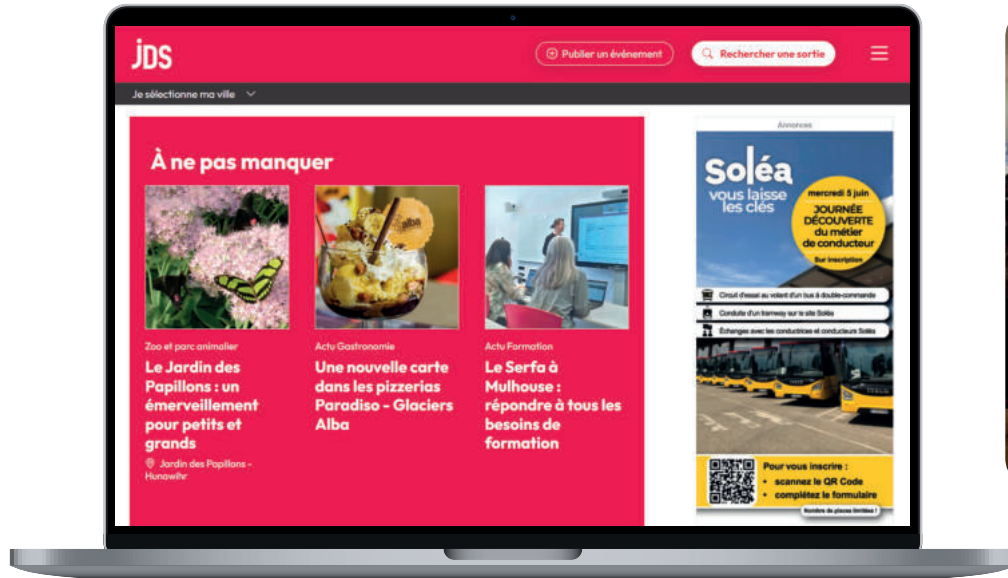 JDS
Publier un événement
Rechercher une sortie
Je sélectionne ma ville
À ne pas manquer
alba
Zoo et parc animalier
Le Jardin des
Papillons : un
émerveillement
pour petits et
grands
Jardin des Papillons -
Hunawihr
Actu Gastronomie
Une nouvelle carte
dans les pizzerias
Paradiso - Glaciers
Alba
Actu Formation
Le Serfa à
Mulhouse :
répondre à tous les
besoins de
formation
Annonces
Soléa
vous laisse
les clés
mercredi 5 juin
JOURNÉE
DÉCOUVERTE
du métier
de conducteur
Sur inscription
Circuit d'essai au volant d'un bus à double-commande
Conduite d'un tramway sur le site Soléa
Échanges avec les conductrices et conducteurs Soléa
Pour vous inscrire :
• scannez le QR Code
• complétez le formulaire
Nombre de places limitées !